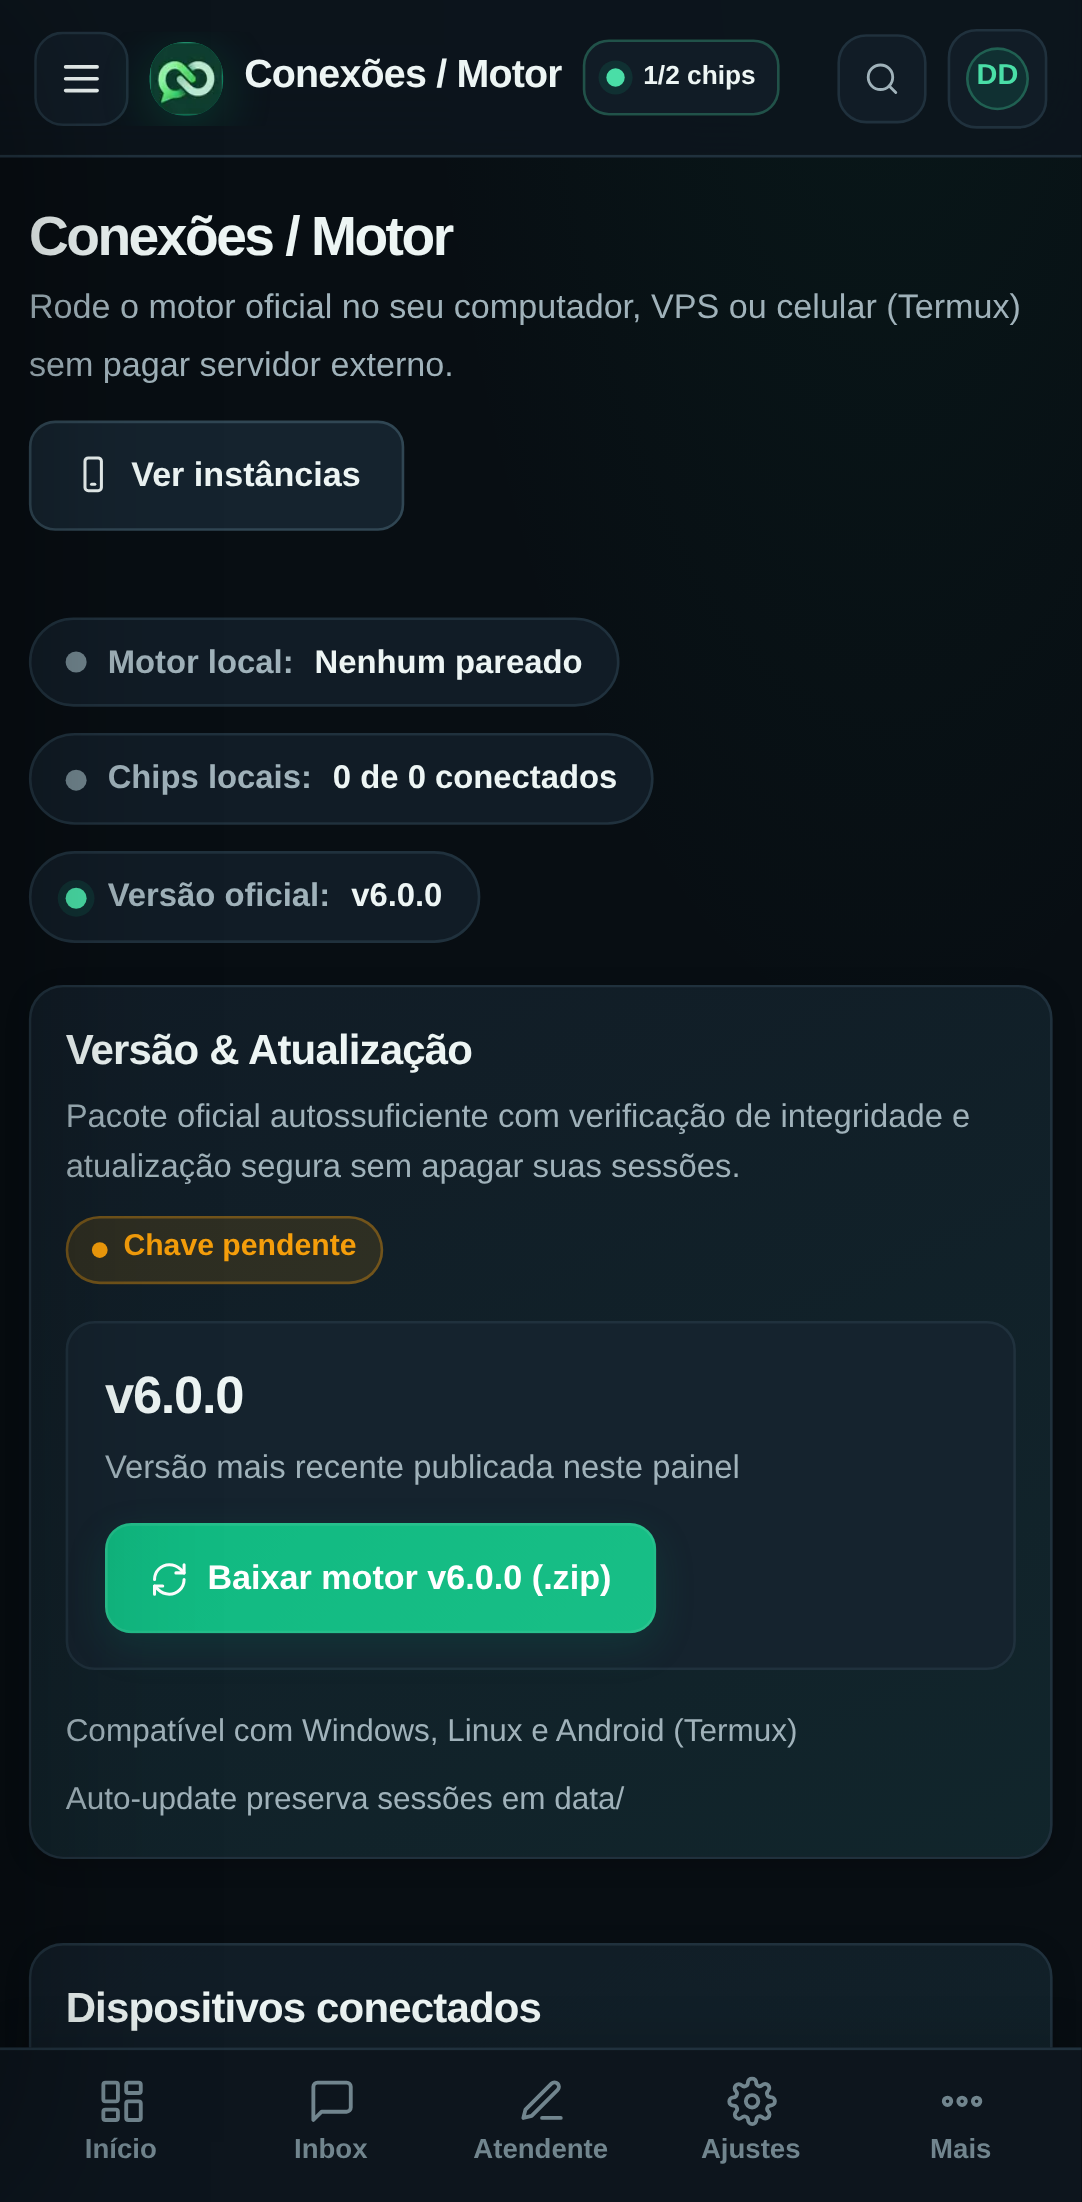 Conexões / Motor
1/2 chips
DD
Conexões / Motor
Rode o motor oficial no seu computador, VPS ou celular (Termux)
sem pagar servidor externo.
Ver instâncias
Motor local: Nenhum pareado
Chips locais: 0 de 0 conectados
Versão oficial: v6.0.0
Versão & Atualização
Pacote oficial autossuficiente com verificação de integridade e
atualização segura sem apagar suas sessões.
Chave pendente
v6.0.0
Versão mais recente publicada neste painel
Baixar motor v6.0.0 (.zip)
Compatível com Windows, Linux e Android (Termux)
Auto-update preserva sessões em data/
Dispositivos conectados
Início
Inbox
Atendente
Ajustes
Mais